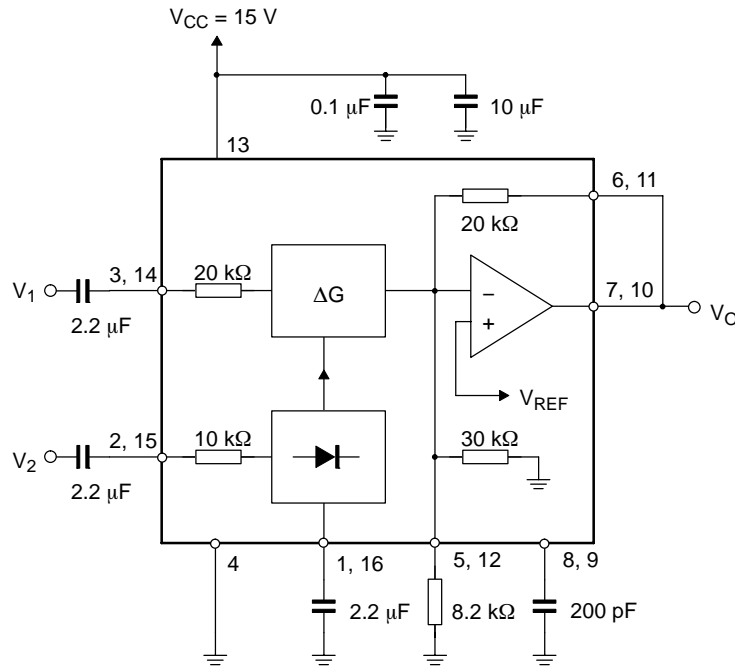 V_CC = 15 V
0.1 μF
10 μF
13
6, 11
20 kΩ
3, 14
20 kΩ
V_1
2.2 μF
ΔG
−
+
7, 10
V_O
V_REF
2, 15
10 kΩ
30 kΩ
V_2
2.2 μF
4
1, 16
5, 12
8, 9
2.2 μF
8.2 kΩ
200 pF